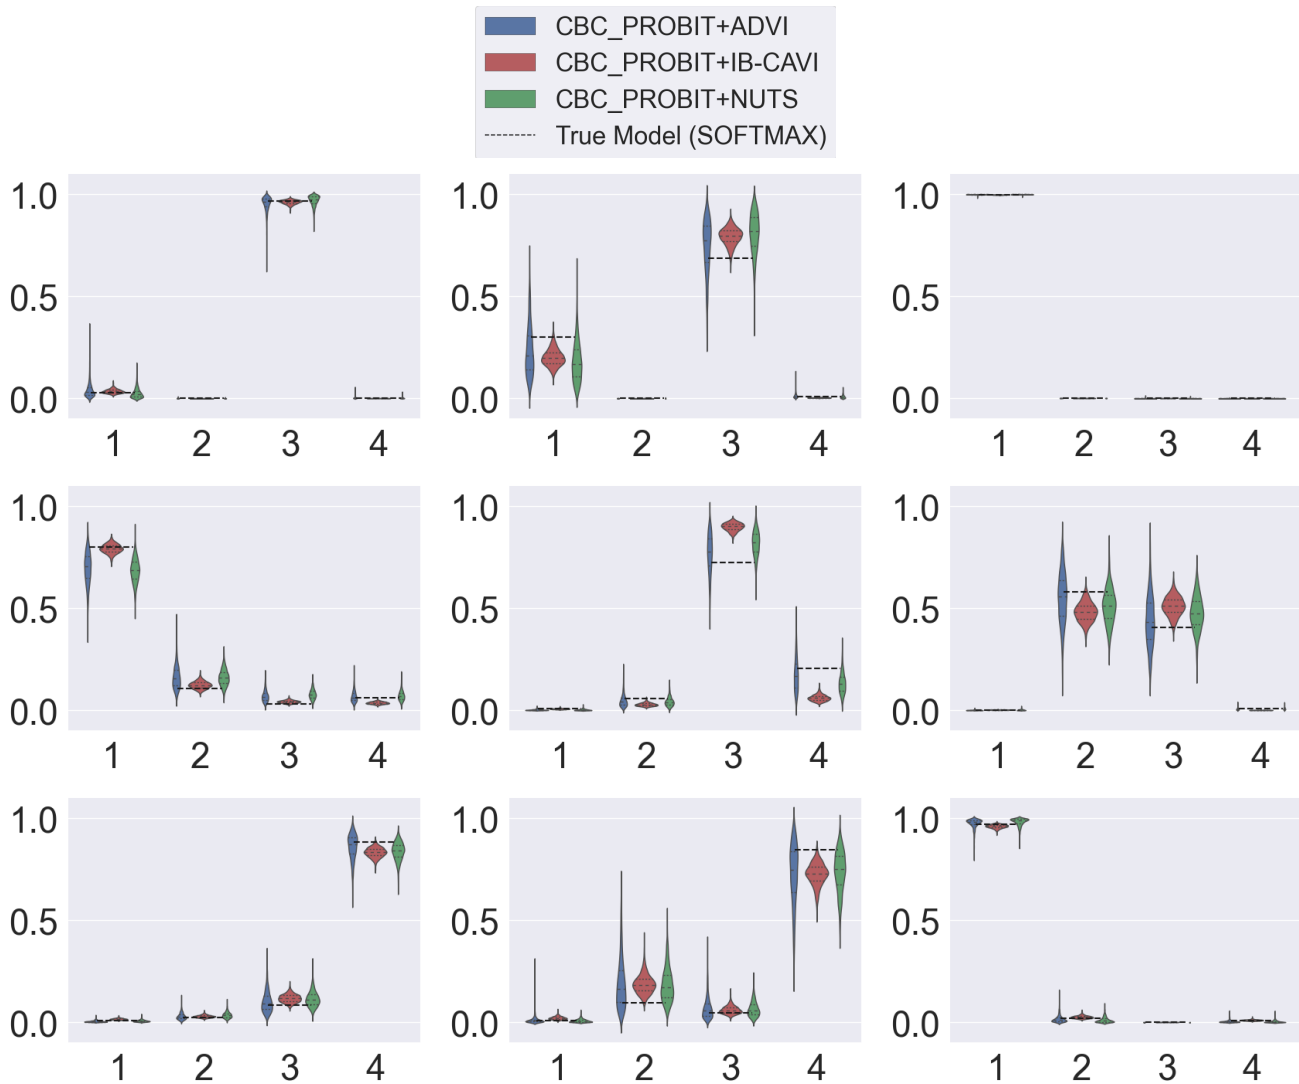 CBC_PROBIT+ADVI
CBC_PROBIT+IB-CAVI
CBC_PROBIT+NUTS
True Model (SOFTMAX)
1.0 1.0 1.0
0.5 0.5 0.5
0.0 0.0 0.0
1 2 3 4 1 2 3 4 1 2 3 4
1.0 1.0 1.0
0.5 0.5 0.5
0.0 0.0 0.0
1 2 3 4 1 2 3 4 1 2 3 4
1.0 1.0 1.0
0.5 0.5 0.5
0.0 0.0 0.0
1 2 3 4 1 2 3 4 1 2 3 4